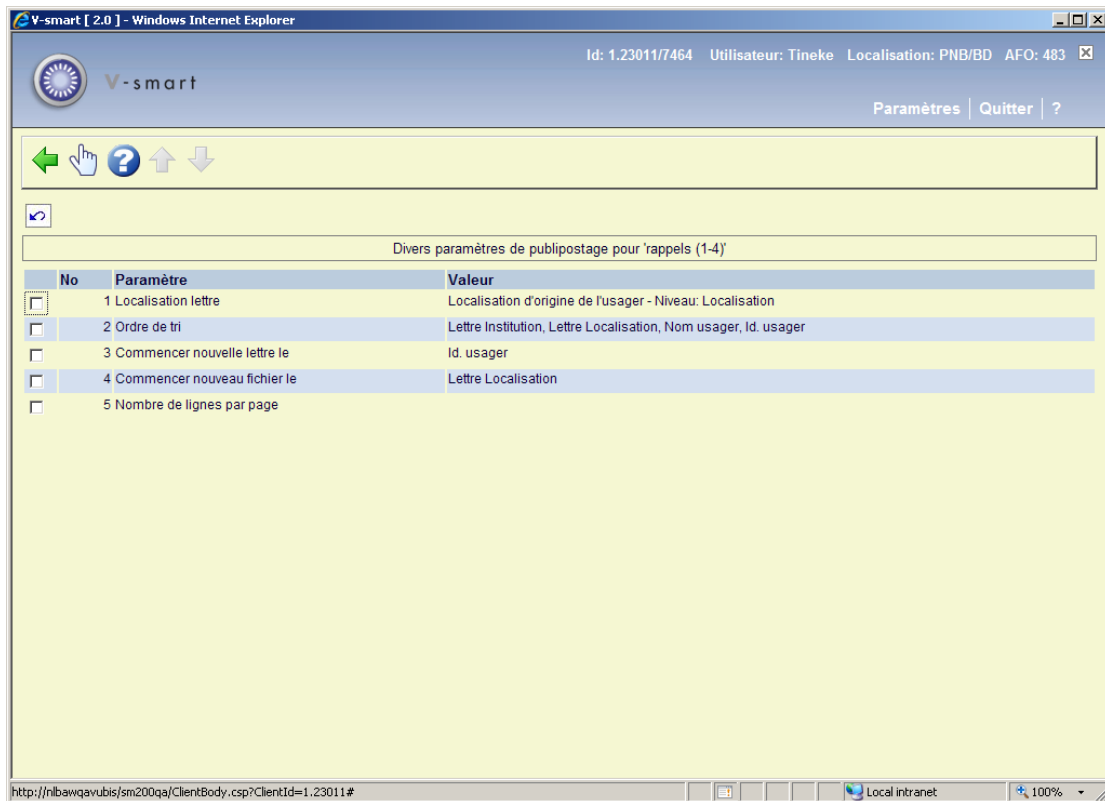 V-smart [ 2.0 ] - Windows Internet Explorer
Id: 1.23011/7464 Utilisateur: Tineke Localisation: PNB/BD AFO: 483
V-smart
Paramètres Quitter ?
Divers paramètres de publipostage pour 'rappels (1-4)'
No Paramètre Valeur
1 Localisation lettre Localisation d'origine de l'usager - Niveau: Localisation
2 Ordre de tri Lettre Institution, Lettre Localisation, Nom usager, Id. usager
3 Commencer nouvelle lettre le Id. usager
4 Commencer nouveau fichier le Lettre Localisation
5 Nombre de lignes par page
http://nlbawqavubis/sm200qa/ClientBody.csp?ClientId=1.23011# Local intranet 100%